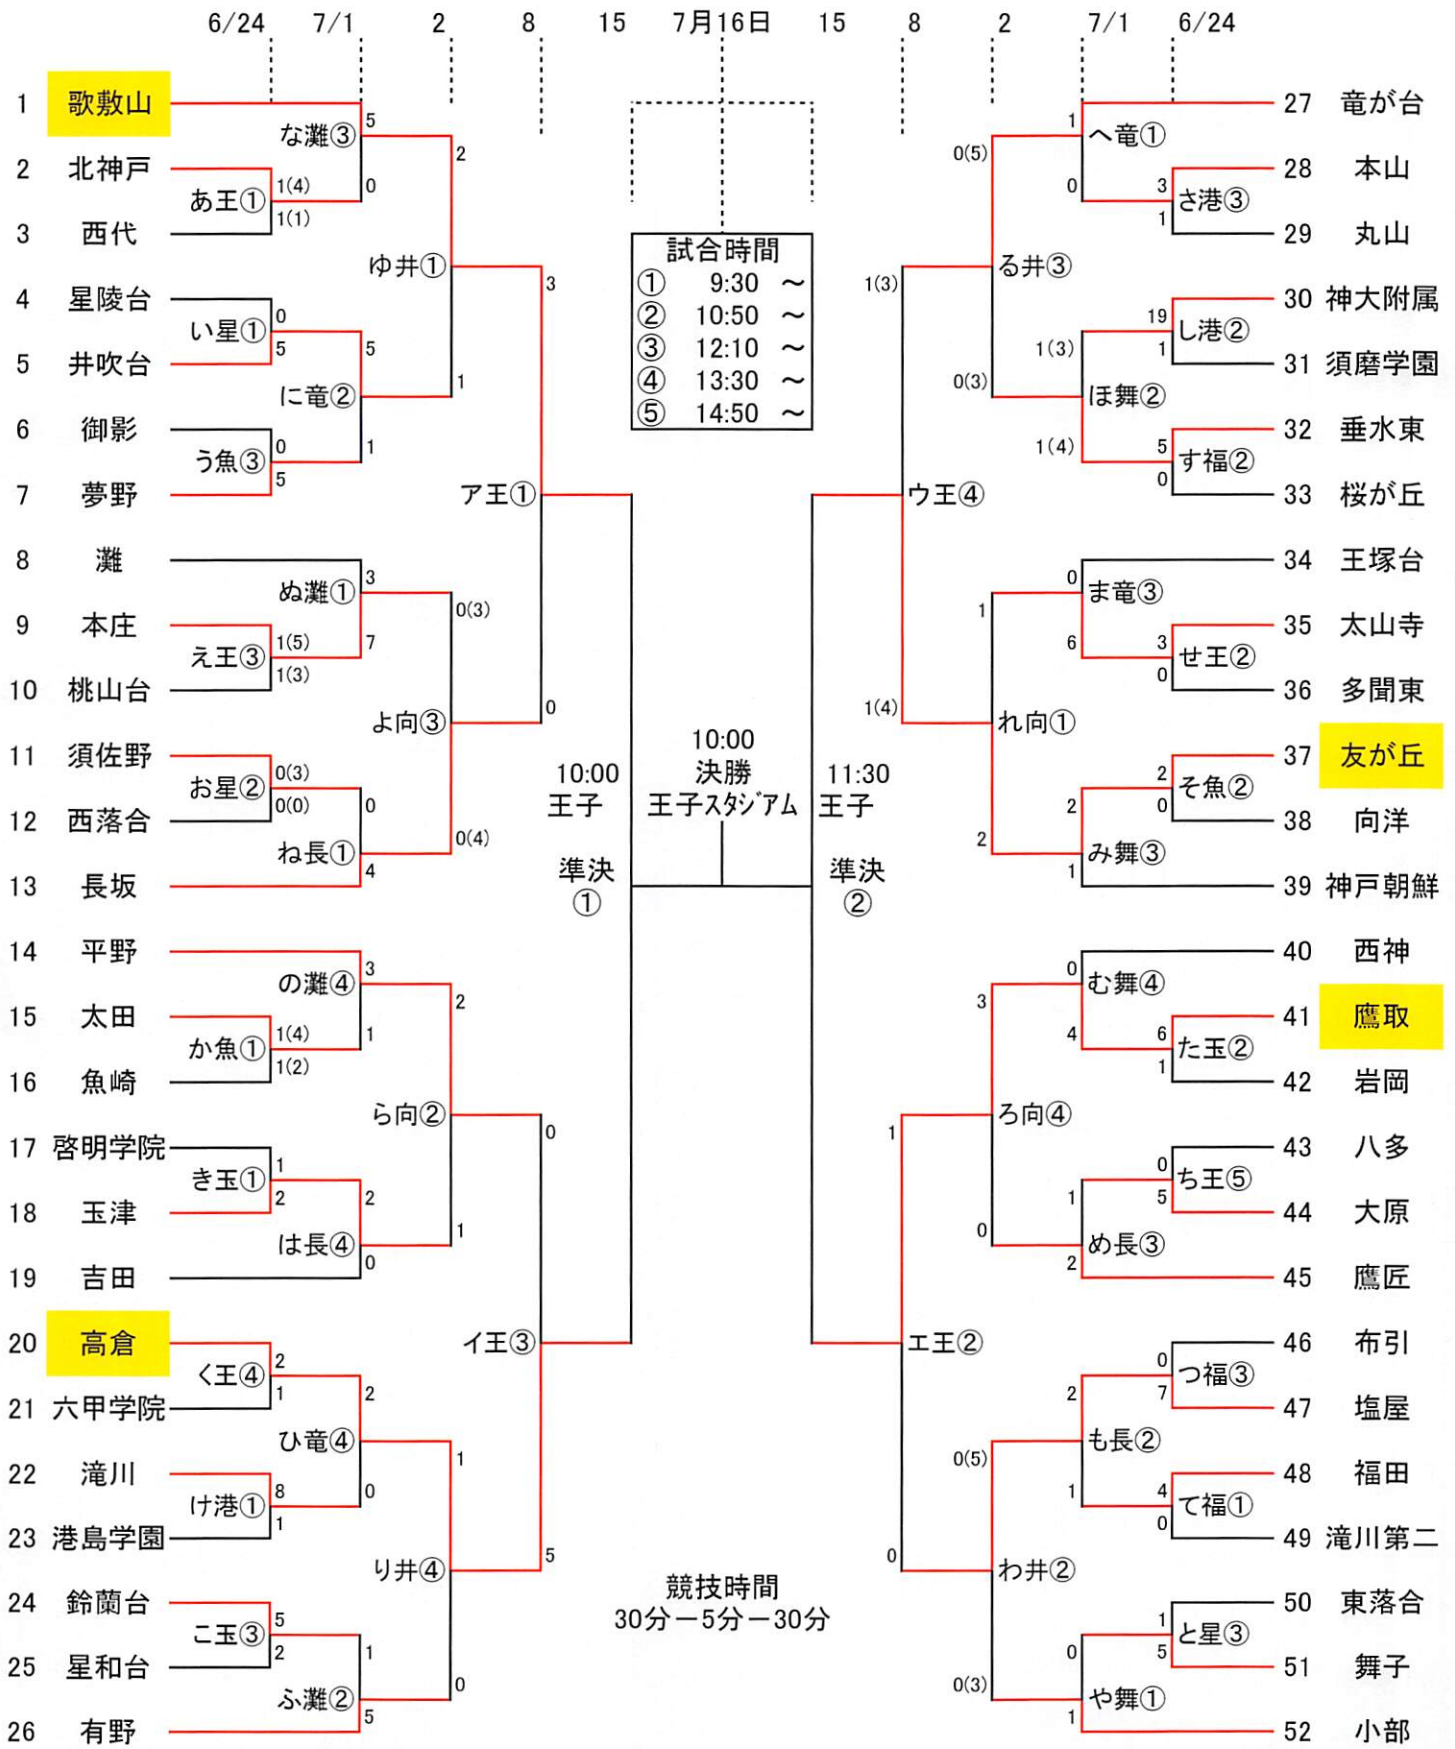 6/24 7/1 2 8 15 7月16日 15 8 2 7/1 6/24
1 歌敷山
2 北神戸
3 西代
4 星陵台
5 井吹台
6 御影
7 夢野
8 灘
9 本庄
10 桃山台
11 須佐野
12 西落合
13 長坂
14 平野
15 太田
16 魚崎
17 啓明学院
18 玉津
19 吉田
20 高倉
21 六甲学院
22 滝川
23 港島学園
24 鈴蘭台
25 星和台
26 有野
あ王①
1(4)
1(1)
い星①
0
5
う魚③
0
5
え王③
1(5)
1(3)
お星②
0(3)
0(0)
か魚①
1(4)
1(2)
き玉①
1
2
く王④
2
1
け港①
8
1
こ玉③
5
2
な灘③
5
0
に竜②
5
1
ぬ灘①
3
7
ね長①
0
4
の灘④
3
1
は長④
2
0
ひ竜④
2
0
ふ灘②
1
5
ゆ井①
2
1
よ向③
0(3)
0(4)
ら向②
2
1
り井④
1
0
ア王①
3
0
イ王③
0
5
試合時間
① 9:30 ～
② 10:50 ～
③ 12:10 ～
④ 13:30 ～
⑤ 14:50 ～
10:00
王子
準決
①
10:00
決勝
王子スタジアム
11:30
王子
準決
②
競技時間
30分－5分－30分
ウ王④
1(3)
1(4)
エ王②
1
0
る井③
0(5)
0(3)
れ向①
1
2
ろ向④
3
0
わ井②
0(5)
0(3)
へ竜①
1
0
ほ舞②
1(3)
1(4)
ま竜③
0
6
み舞③
2
1
む舞④
0
4
め長③
1
2
も長②
2
1
や舞①
0
1
さ港③
3
1
し港②
19
1
す福②
5
0
せ王②
3
0
そ魚②
2
0
た玉②
6
1
ち王⑤
0
5
つ福③
0
7
て福①
4
0
と星③
1
5
27 竜が台
28 本山
29 丸山
30 神大附属
31 須磨学園
32 垂水東
33 桜が丘
34 王塚台
35 太山寺
36 多聞東
37 友が丘
38 向洋
39 神戸朝鮮
40 西神
41 鷹取
42 岩岡
43 八多
44 大原
45 鷹匠
46 布引
47 塩屋
48 福田
49 滝川第二
50 東落合
51 舞子
52 小部